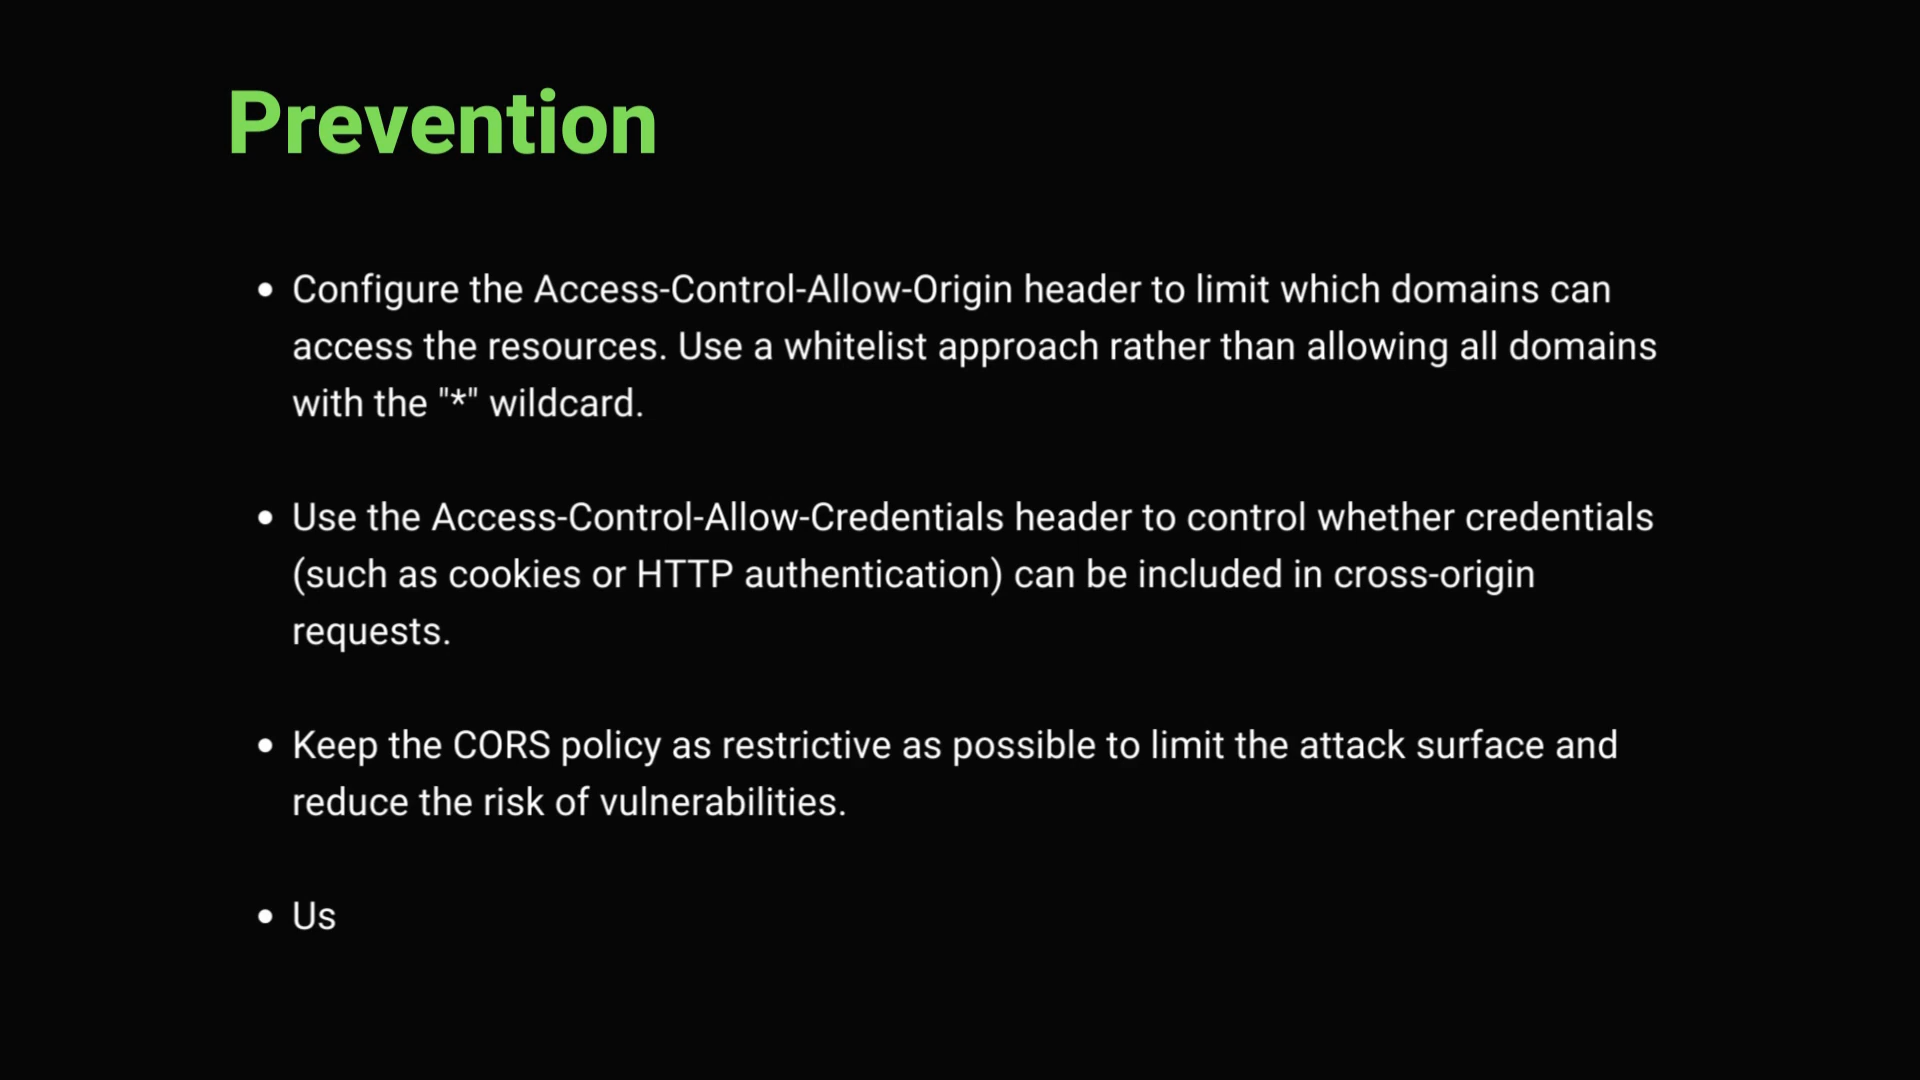 Prevention
• Configure the Access-Control-Allow-Origin header to limit which domains can
access the resources. Use a whitelist approach rather than allowing all domains
with the "*" wildcard.
• Use the Access-Control-Allow-Credentials header to control whether credentials
(such as cookies or HTTP authentication) can be included in cross-origin
requests.
• Keep the CORS policy as restrictive as possible to limit the attack surface and
reduce the risk of vulnerabilities.
• Us